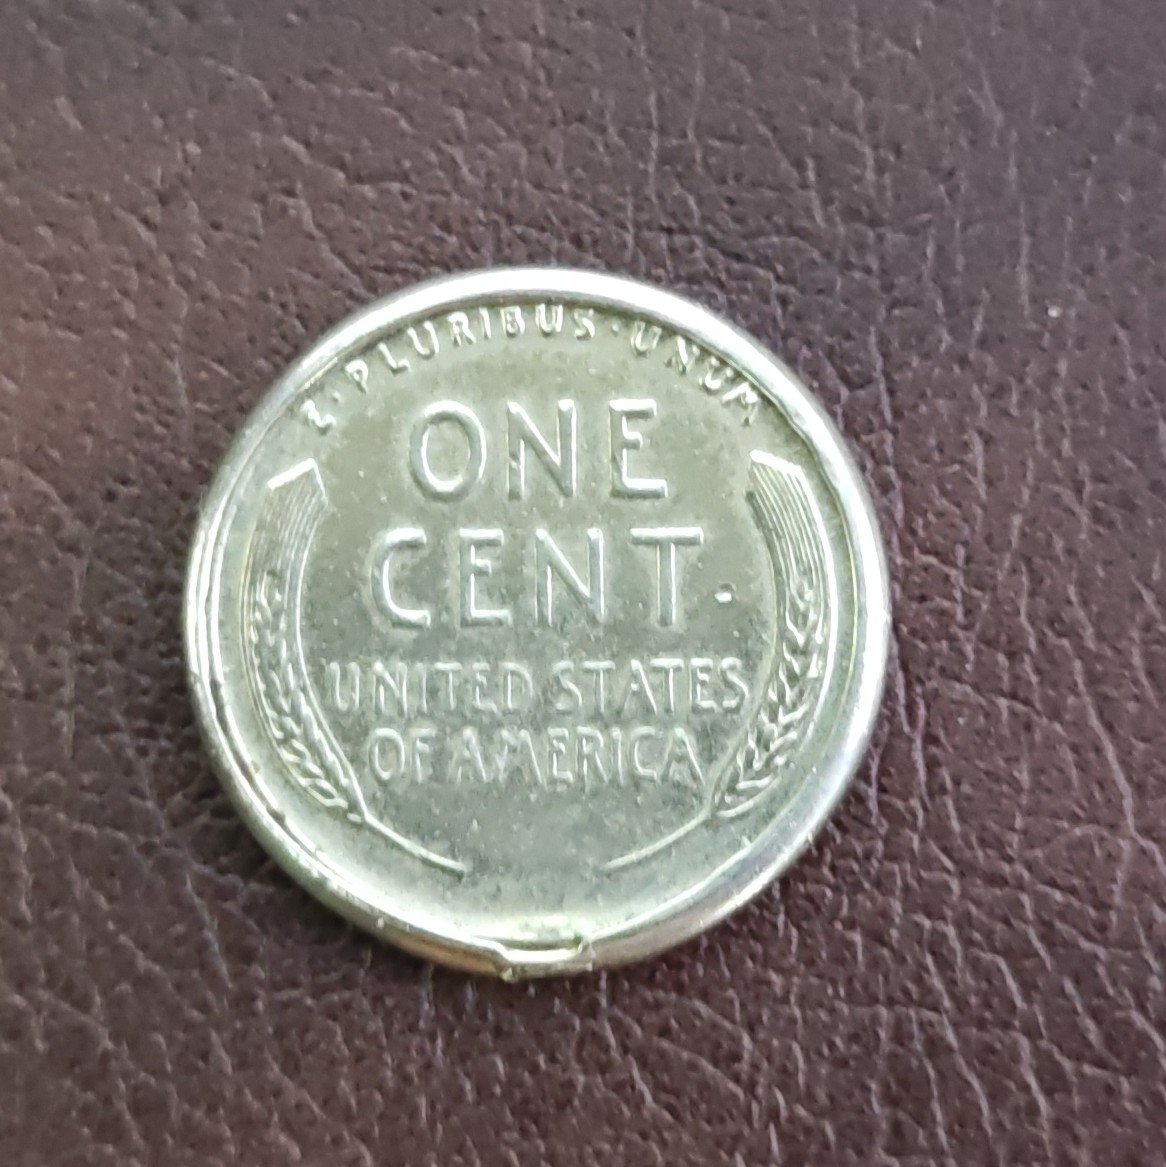 E·PLURIBUS·UNUM
ONE
CENT
UNITED STATES
OF AMERICA